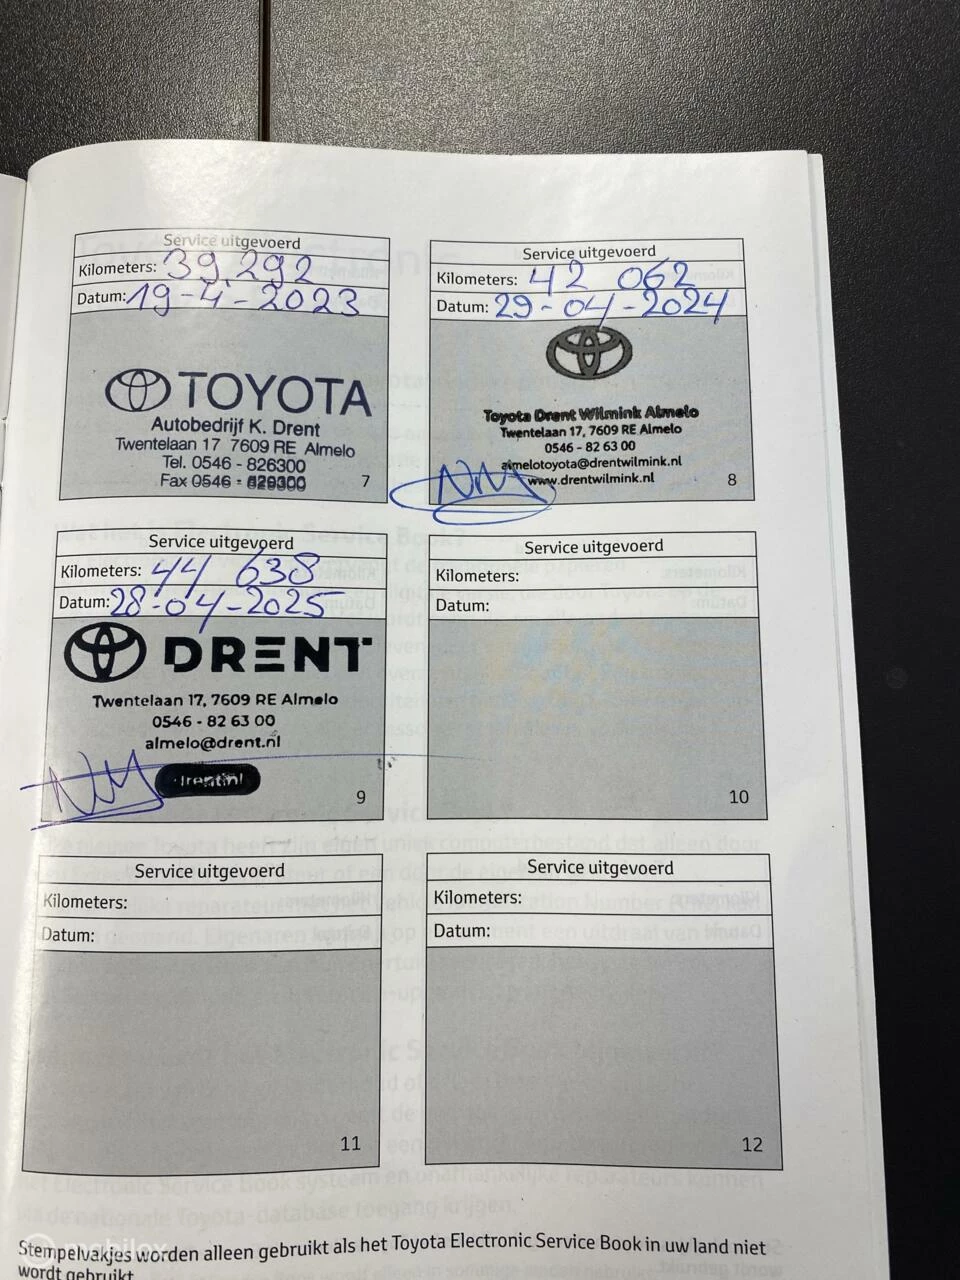 Service uitgevoerd
Kilometers: 39.292
Datum: 19-4-2023
TOYOTA
Autobedrijf K. Drent
Twentelaan 17 7609 RE Almelo
Tel. 0546 - 826300
Fax 0546 -
7
Service uitgevoerd
Kilometers: 42 062
Datum: 29-04-2024
Toyota Drent Wilmink Almelo
Twentelaan 17, 7609 RE Almelo
0546 - 82 63 00
almelotoyota@drentwilmink.nl
www.drentwilmink.nl
8
Service uitgevoerd
Kilometers: 44 638
Datum: 28-04-2025
DRENT
Twentelaan 17, 7609 RE Almelo
0546 - 82 63 00
almelo@drent.nl
drent.nl
9
Service uitgevoerd
Kilometers:
Datum:
10
Service uitgevoerd
Kilometers:
Datum:
11
Service uitgevoerd
Kilometers:
Datum:
12
Stempelvakjes worden alleen gebruikt als het Toyota Electronic Service Book in uw land niet
wordt gebruikt.
mobilox